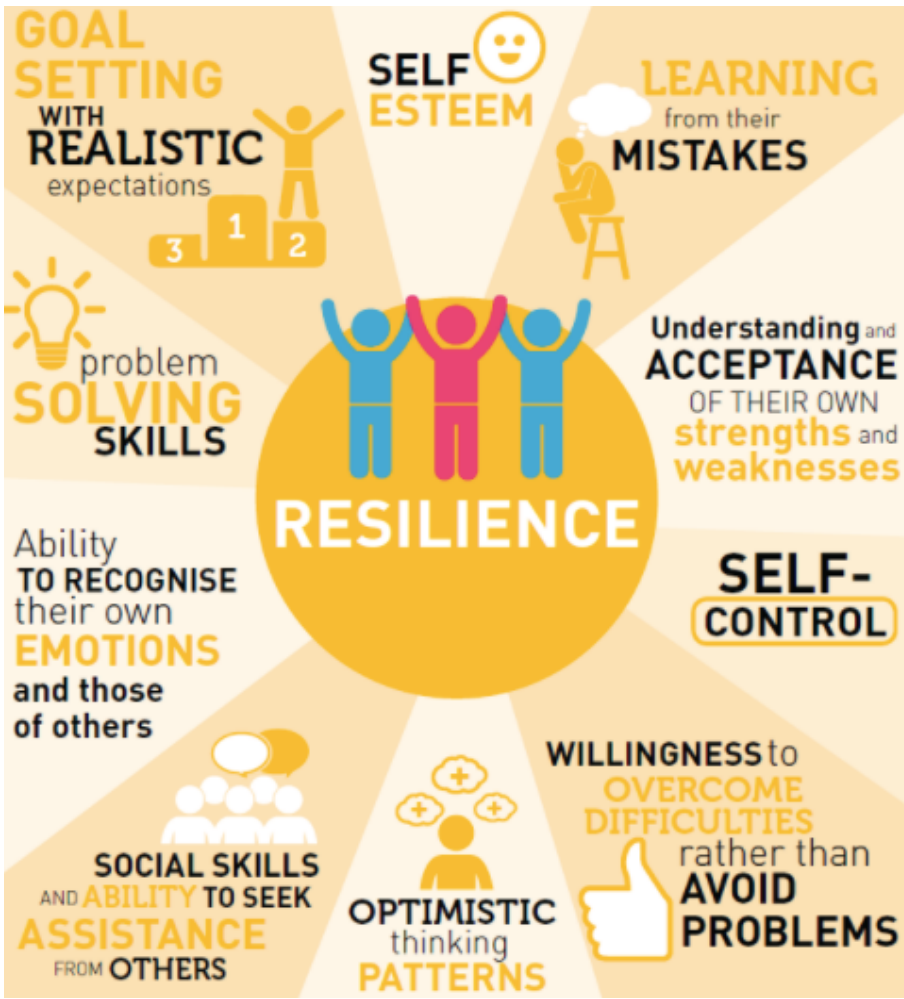 GOAL
SETTING
WITH
REALISTIC
expectations
1
2
3
SELF
ESTEEM
LEARNING
from their
MISTAKES
Understanding and
ACCEPTANCE
OF THEIR OWN
strengths and
weaknesses
SELF-
CONTROL
WILLINGNESS to
OVERCOME
DIFFICULTIES
rather than
AVOID
PROBLEMS
OPTIMISTIC
thinking
PATTERNS
SOCIAL SKILLS
AND ABILITY TO SEEK
ASSISTANCE
FROM OTHERS
Ability
TO RECOGNISE
their own
EMOTIONS
and those
of others
problem
SOLVING
SKILLS
RESILIENCE